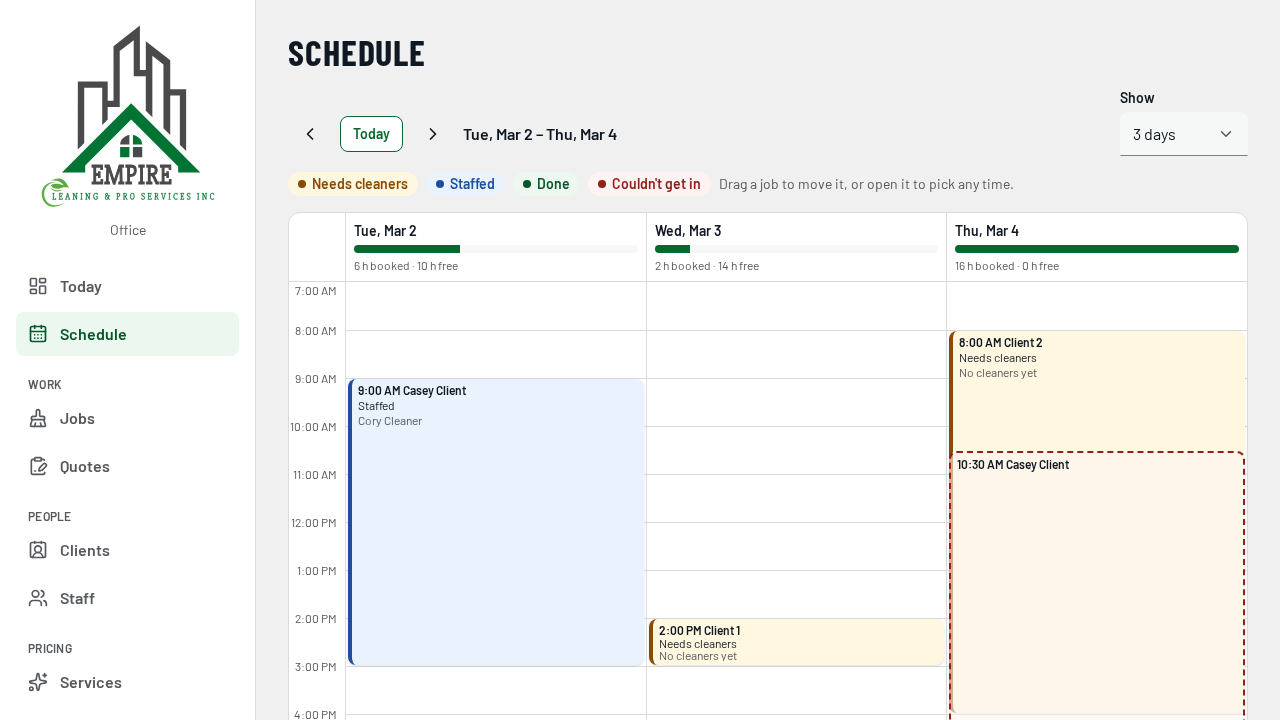 EMPIRE
LEANING & PRO SERVICES INC
Office
Today
Schedule
WORK
Jobs
Quotes
PEOPLE
Clients
Staff
PRICING
Services
SCHEDULE
Show
Today
Tue, Mar 2 – Thu, Mar 4
3 days
Needs cleaners
Staffed
Done
Couldn't get in
Drag a job to move it, or open it to pick any time.
Tue, Mar 2
6 h booked · 10 h free
Wed, Mar 3
2 h booked · 14 h free
Thu, Mar 4
16 h booked · 0 h free
7:00 AM
8:00 AM
9:00 AM
10:00 AM
11:00 AM
12:00 PM
1:00 PM
2:00 PM
3:00 PM
4:00 PM
9:00 AM Casey Client
Staffed
Cory Cleaner
2:00 PM Client 1
Needs cleaners
No cleaners yet
8:00 AM Client 2
Needs cleaners
No cleaners yet
10:30 AM Casey Client